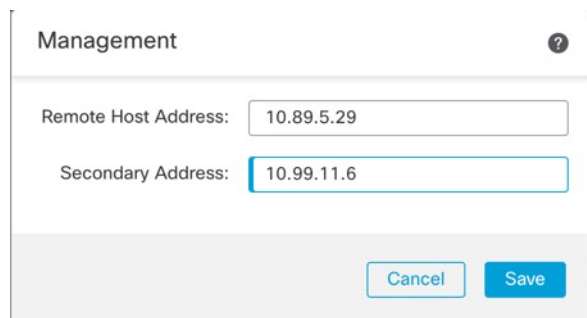 Management
?
Remote Host Address: 10.89.5.29
Secondary Address: 10.99.11.6
Cancel Save